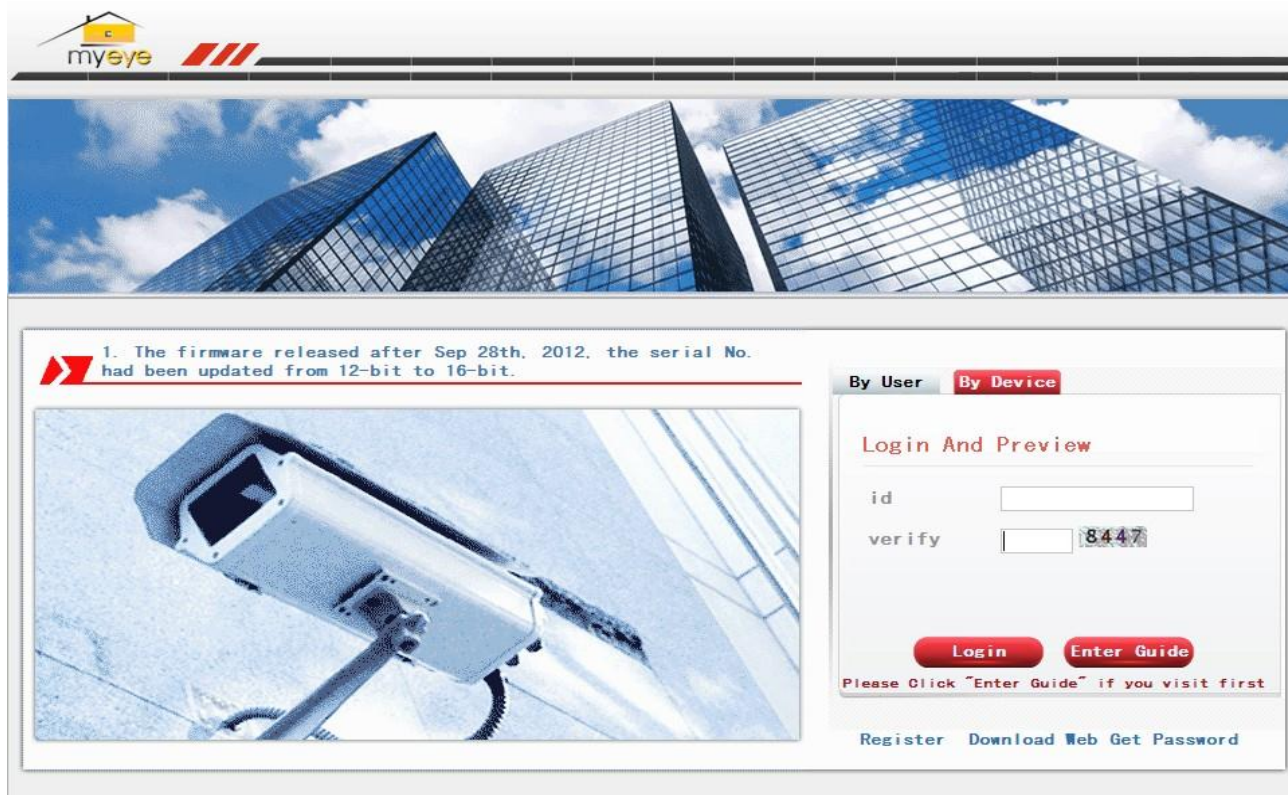 myeye
1. The firmware released after Sep 28th, 2012, the serial No.
had been updated from 12-bit to 16-bit.
By User By Device
Login And Preview
id
verify 8447
Login Enter Guide
Please Click "Enter Guide" if you visit first
Register Download Web Get Password